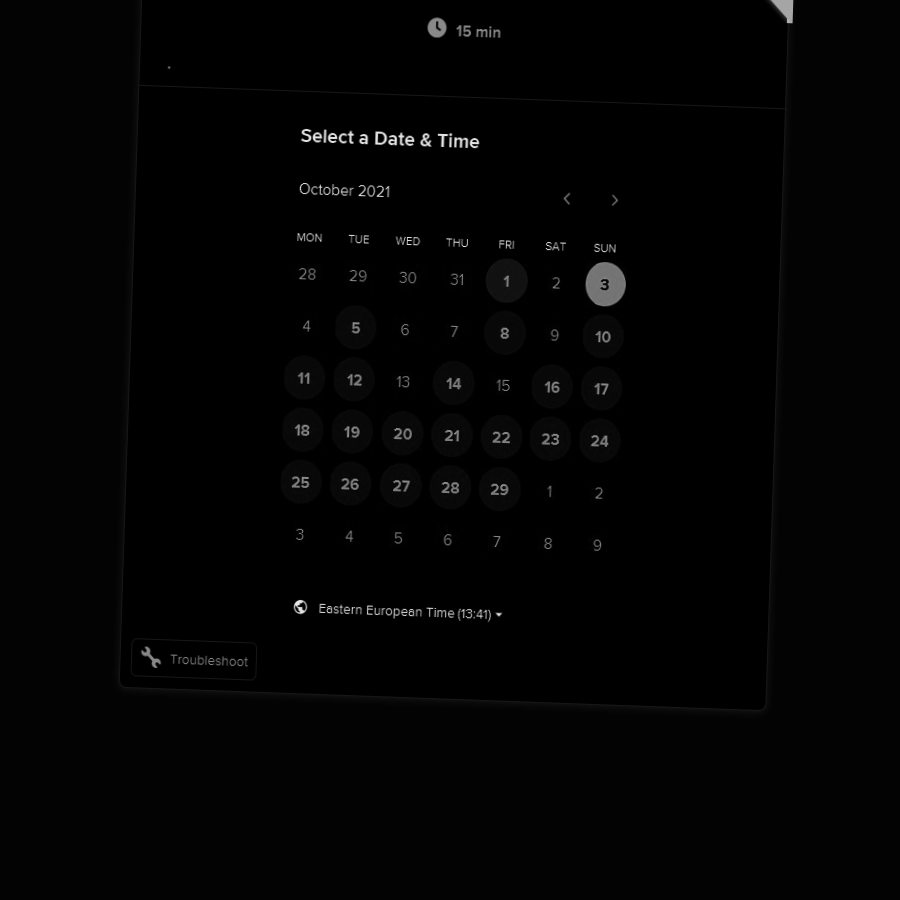 15 min
Select a Date & Time
October 2021
MON TUE WED THU FRI SAT SUN
28 29 30 31 1 2 3
4 5 6 7 8 9 10
11 12 13 14 15 16 17
18 19 20 21 22 23 24
25 26 27 28 29 1 2
3 4 5 6 7 8 9
Eastern European Time (13:41)
Troubleshoot